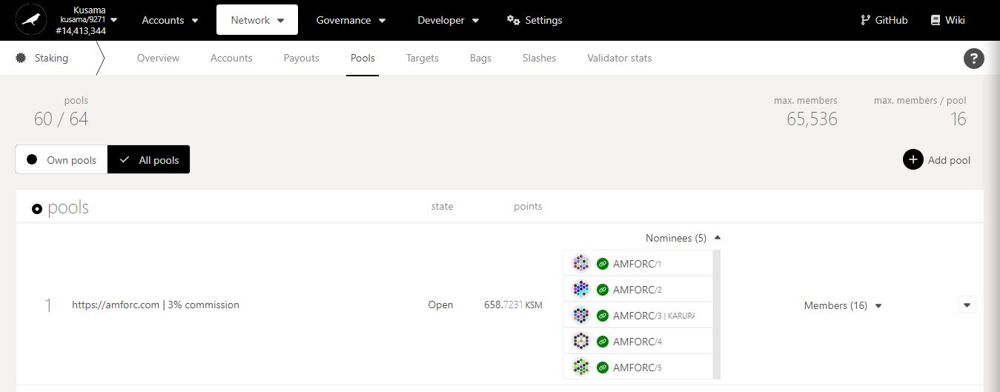 Kusama
kusama/9271
#14,413,344
Accounts
Network
Governance
Developer
Settings
GitHub
Wiki
Staking
Overview
Accounts
Payouts
Pools
Targets
Bags
Slashes
Validator stats
?
pools
60 / 64
max. members
65,536
max. members / pool
16
Own pools
All pools
Add pool
pools
state
points
Nominees (5)
1
https://amforc.com | 3% commission
Open
658.7231 KSM
AMFORC/1
AMFORC/2
AMFORC/3 | KARURA
AMFORC/4
AMFORC/5
Members (16)